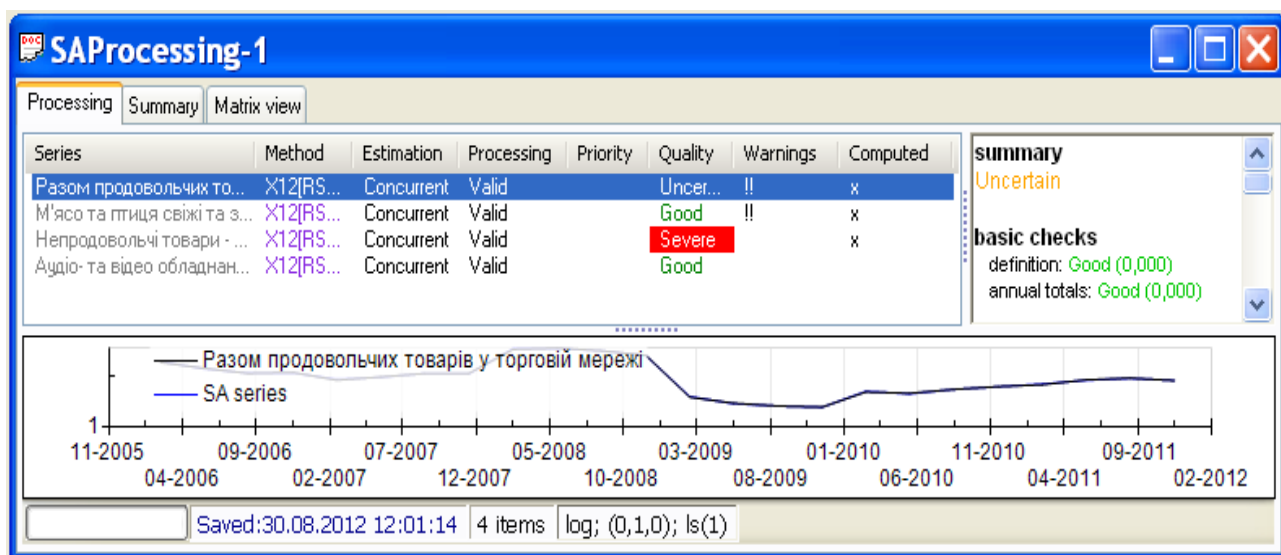 SAProcessing-1
Processing Summary Matrix view
Series Method Estimation Processing Priority Quality Warnings Computed
Разом продовольчих то... X12[RS... Concurrent Valid Uncer... !! x
М'ясо та птиця свіжі та з... X12[RS... Concurrent Valid Good !! x
Непродовольчі товари - ... X12[RS... Concurrent Valid Severe x
Аудіо- та відео обладнан... X12[RS... Concurrent Valid Good
summary
Uncertain
basic checks
definition: Good (0,000)
annual totals: Good (0,000)
Разом продовольчих товарів у торговій мережі
SA series
1
11-2005 09-2006 07-2007 05-2008 03-2009 01-2010 11-2010 09-2011
04-2006 02-2007 12-2007 10-2008 08-2009 06-2010 04-2011 02-2012
Saved:30.08.2012 12:01:14 4 items log; (0,1,0); ls(1)